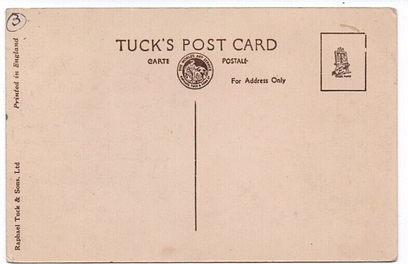 3
TUCK'S POST CARD
CARTE POSTALE
For Address Only
Printed in England
Raphael Tuck & Sons, Ltd